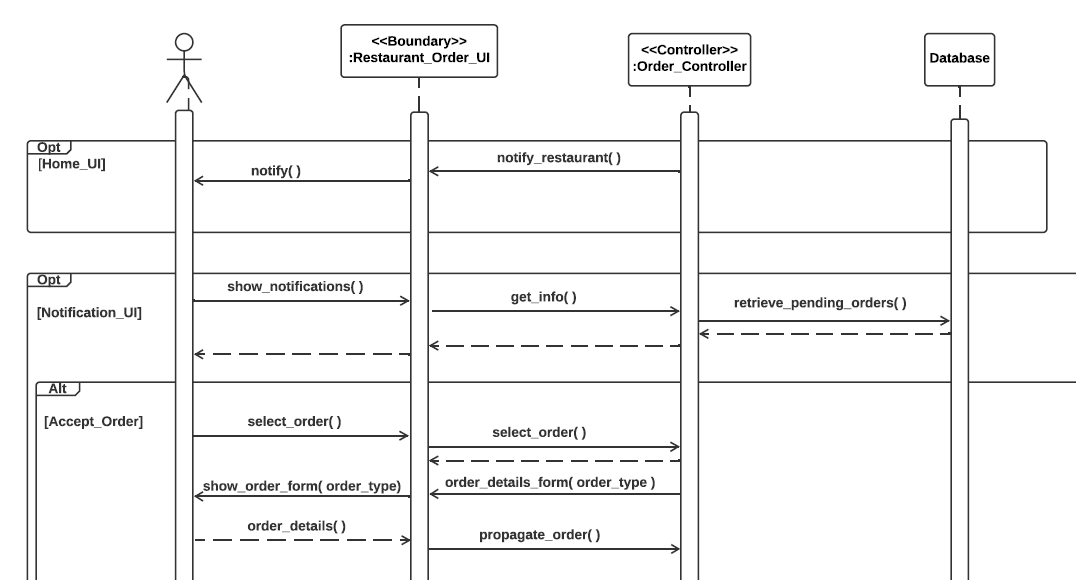 <<Boundary>>
:Restaurant_Order_UI
<<Controller>>
:Order_Controller
Database
Opt
[Home_UI]
notify_restaurant( )
notify( )
Opt
[Notification_UI]
show_notifications( )
get_info( )
retrieve_pending_orders( )
Alt
[Accept_Order]
select_order( )
select_order( )
show_order_form( order_type)
order_details_form( order_type )
order_details( )
propagate_order( )